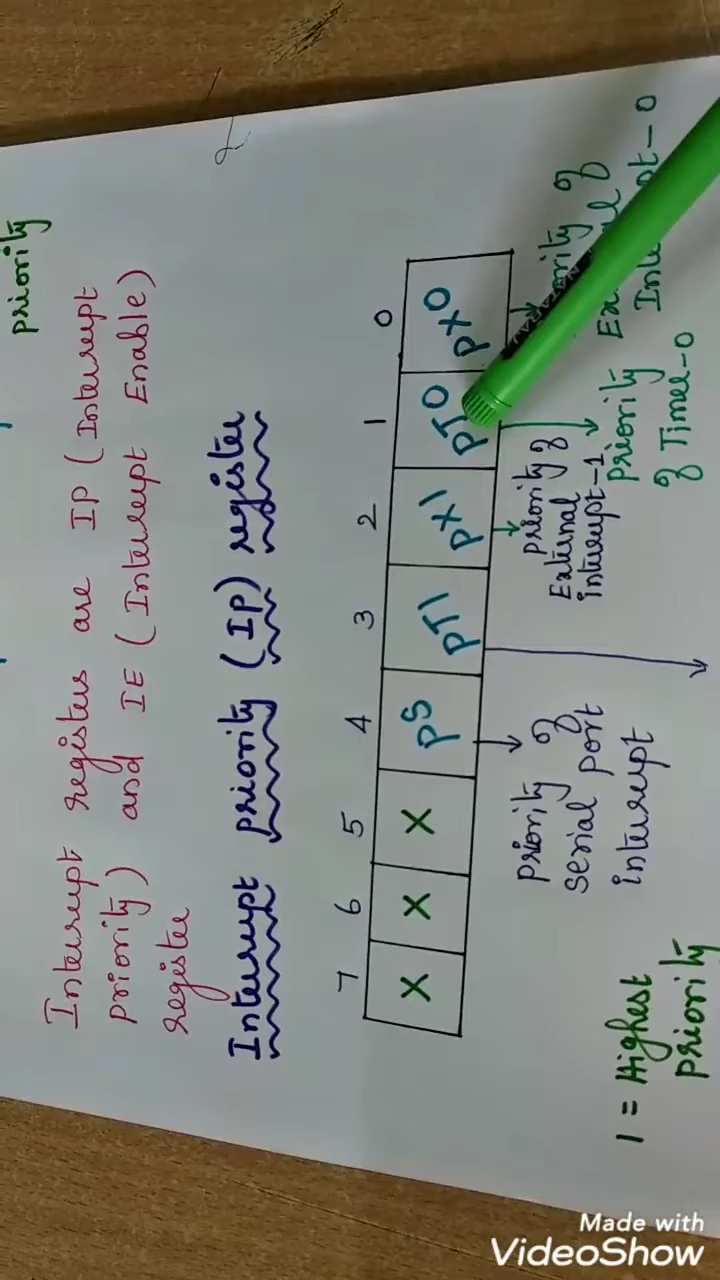 priority
Interrupt registers are IP (Interrupt
priority) and IE (Interrupt Enable)
register
Interrupt priority (IP) register
7 6 5 4 3 2 1 0
X X X PS PT1 PX1 PT0 PX0
priority of
serial port
interrupt
priority of
External
interrupt-1
priority
of Timer-0
of
-0
1 = Highest
priority
Made with
VideoShow